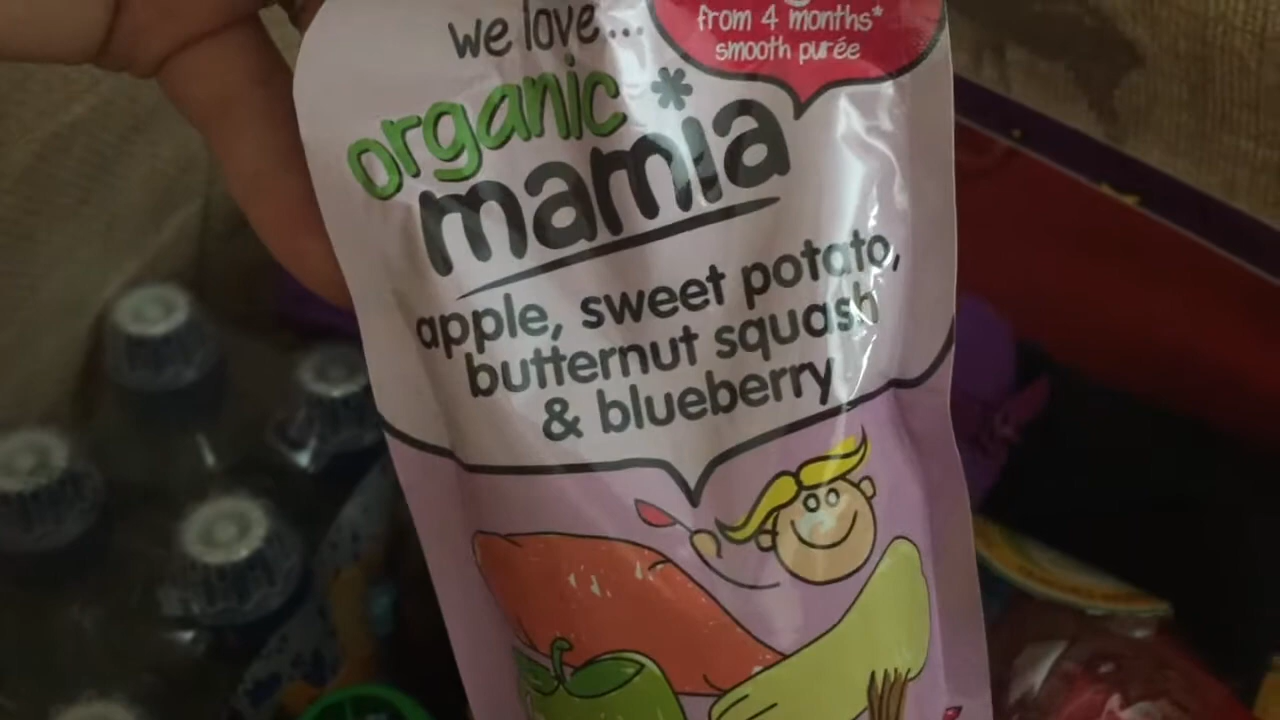 we love...
from 4 months*
smooth purée
organic
mamia
apple, sweet potato,
butternut squash
& blueberry